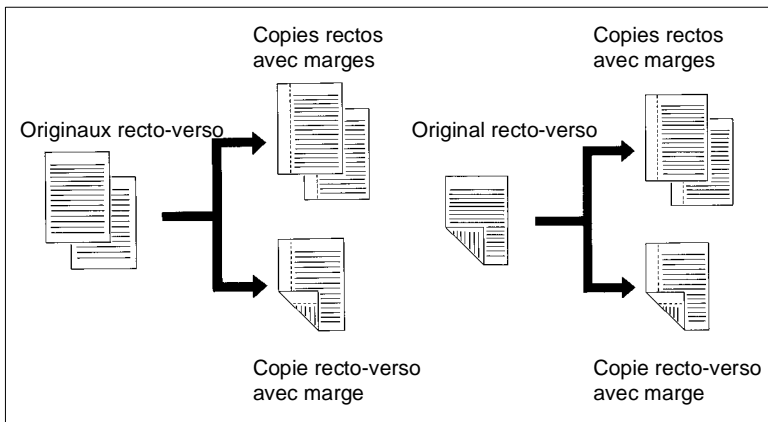 Copies rectos
avec marges
Originaux recto-verso
Copie recto-verso
avec marge
Copies rectos
avec marges
Original recto-verso
Copie recto-verso
avec marge